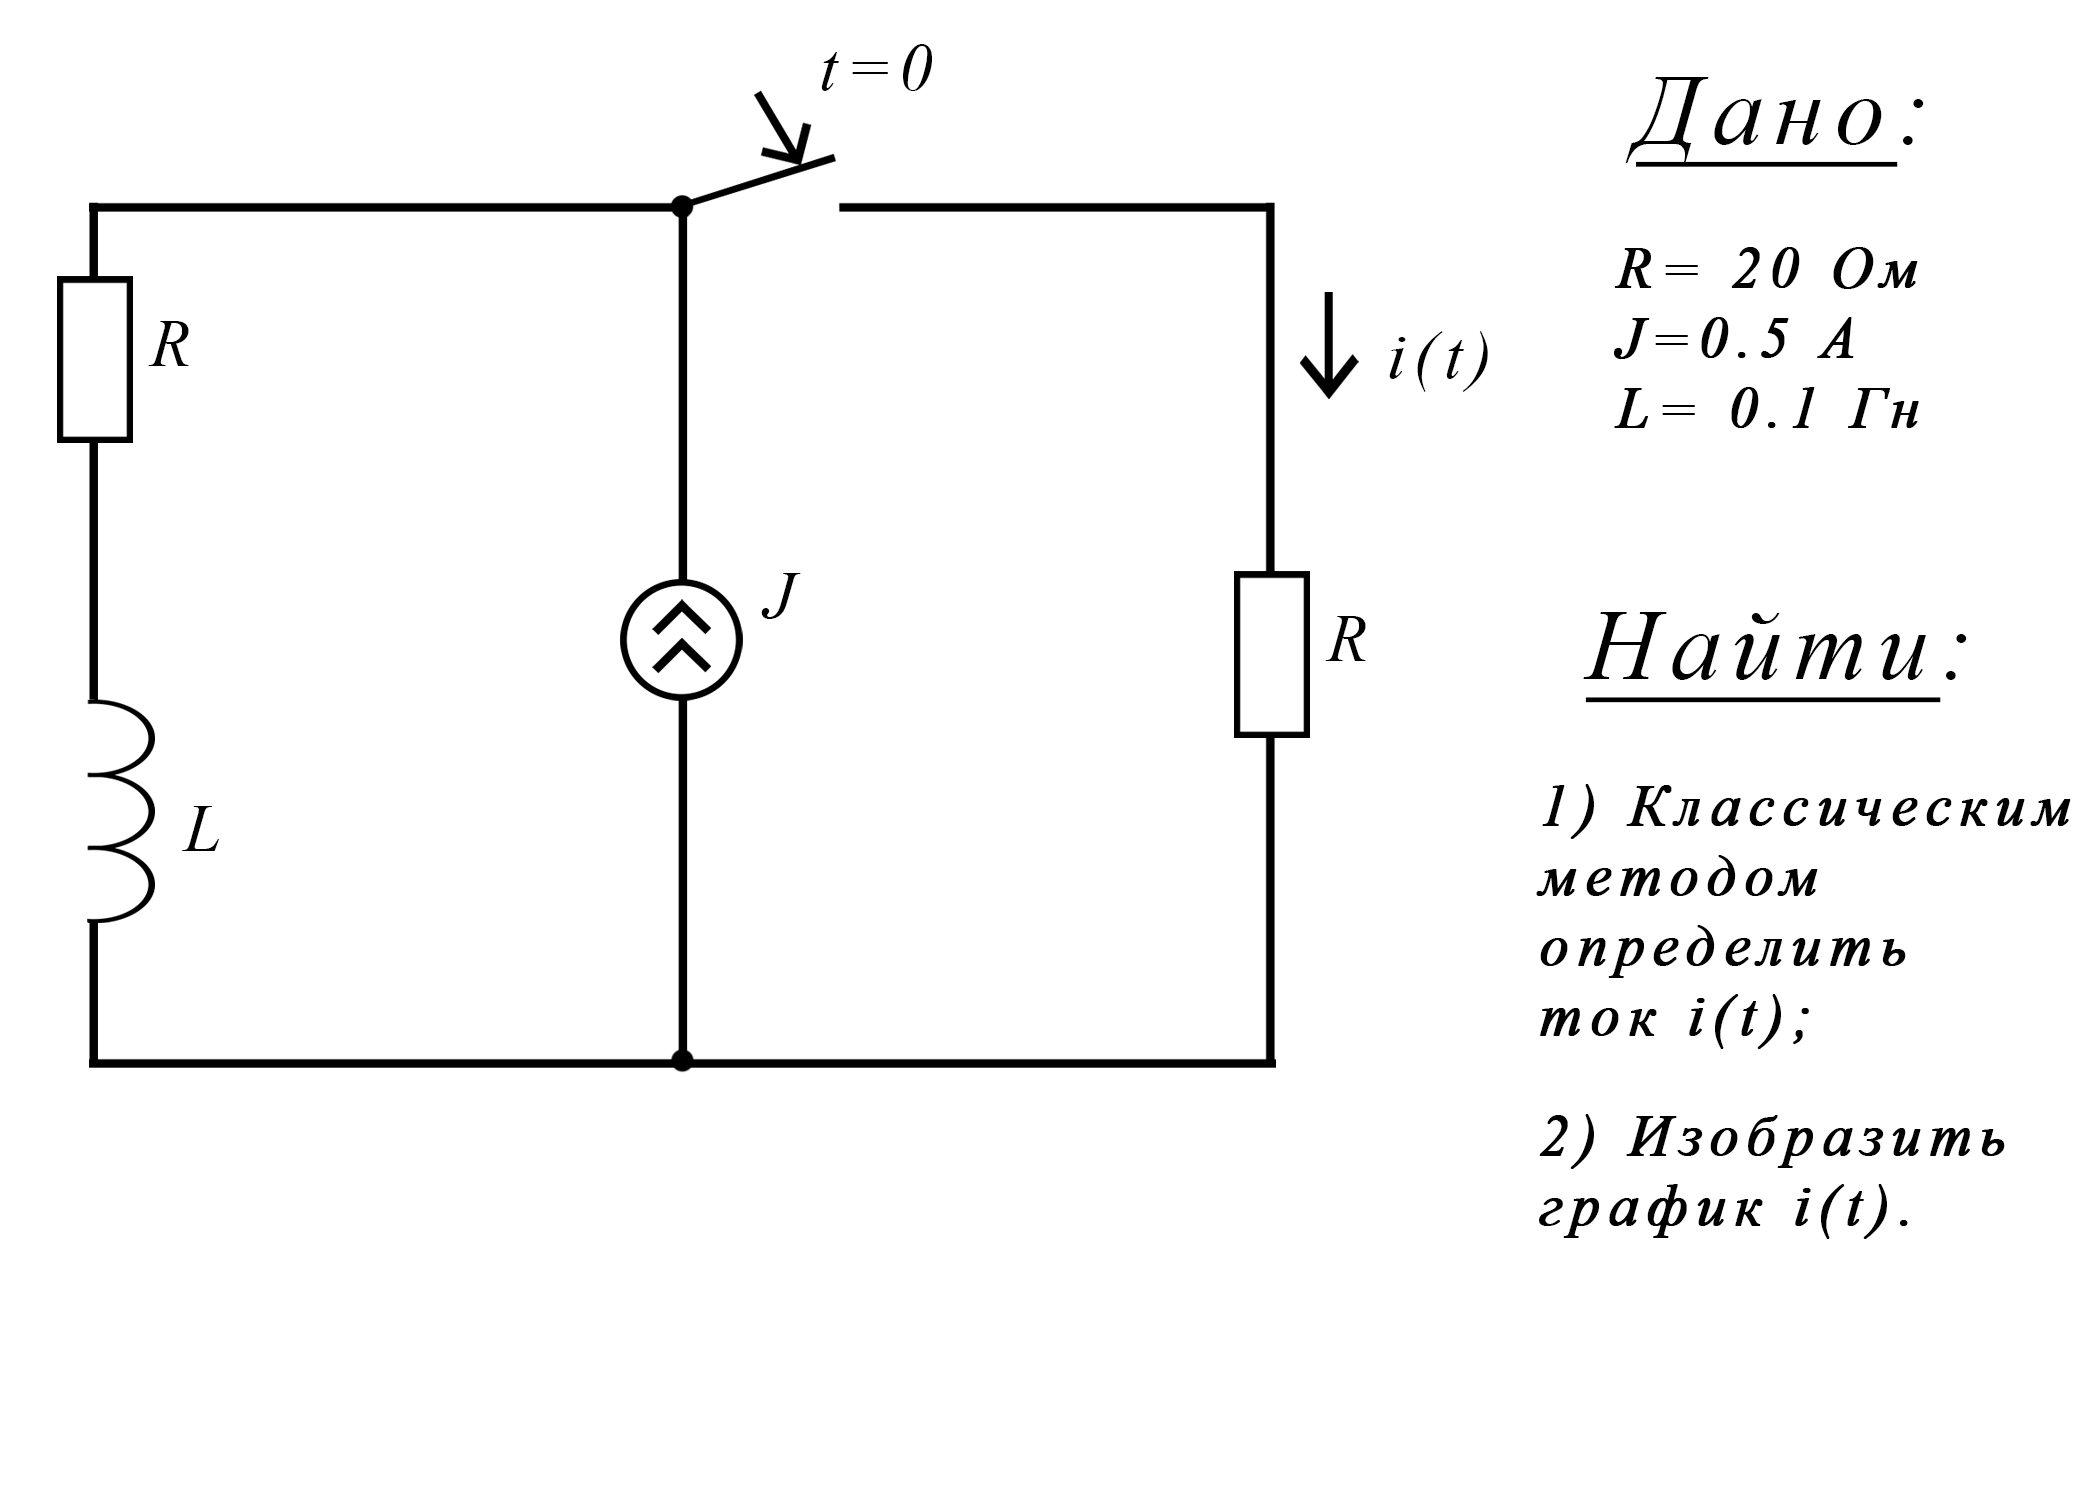 t=0
R
J
L
i(t)
R
Дано:
R= 20 Ом
J=0.5 А
L= 0.1 Гн
Найти:
1) Классическим
методом
определить
ток i(t);
2) Изобразить
график i(t).